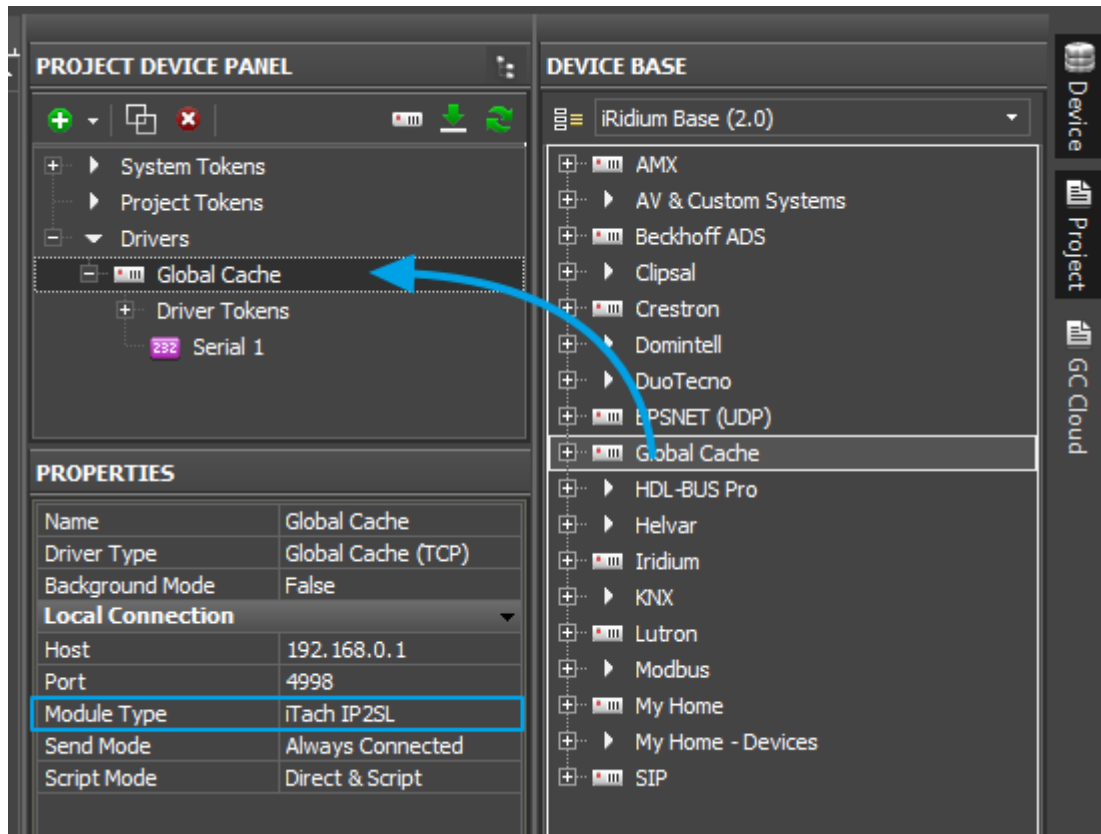 PROJECT DEVICE PANEL
System Tokens
Project Tokens
Drivers
Global Cache
Driver Tokens
232 Serial 1
PROPERTIES
Name Global Cache
Driver Type Global Cache (TCP)
Background Mode False
Local Connection
Host 192.168.0.1
Port 4998
Module Type iTach IP2SL
Send Mode Always Connected
Script Mode Direct & Script
DEVICE BASE
iRidium Base (2.0)
AMX
AV & Custom Systems
Beckhoff ADS
Clipsal
Crestron
Domintell
DuoTecno
EPSNET (UDP)
Global Cache
HDL-BUS Pro
Helvar
Iridium
KNX
Lutron
Modbus
My Home
My Home - Devices
SIP
Device
Project
GC Cloud